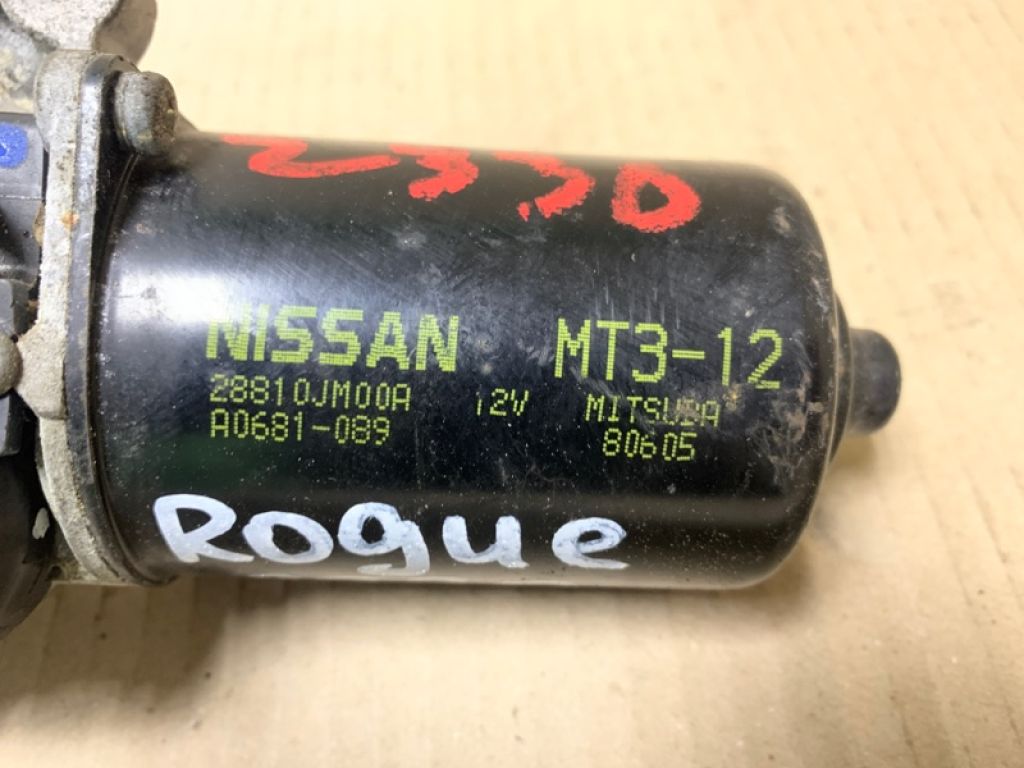 2330
NISSAN MT3-12
28810JM00A 12V MITSUBA
A0681-089 80605
Rogue